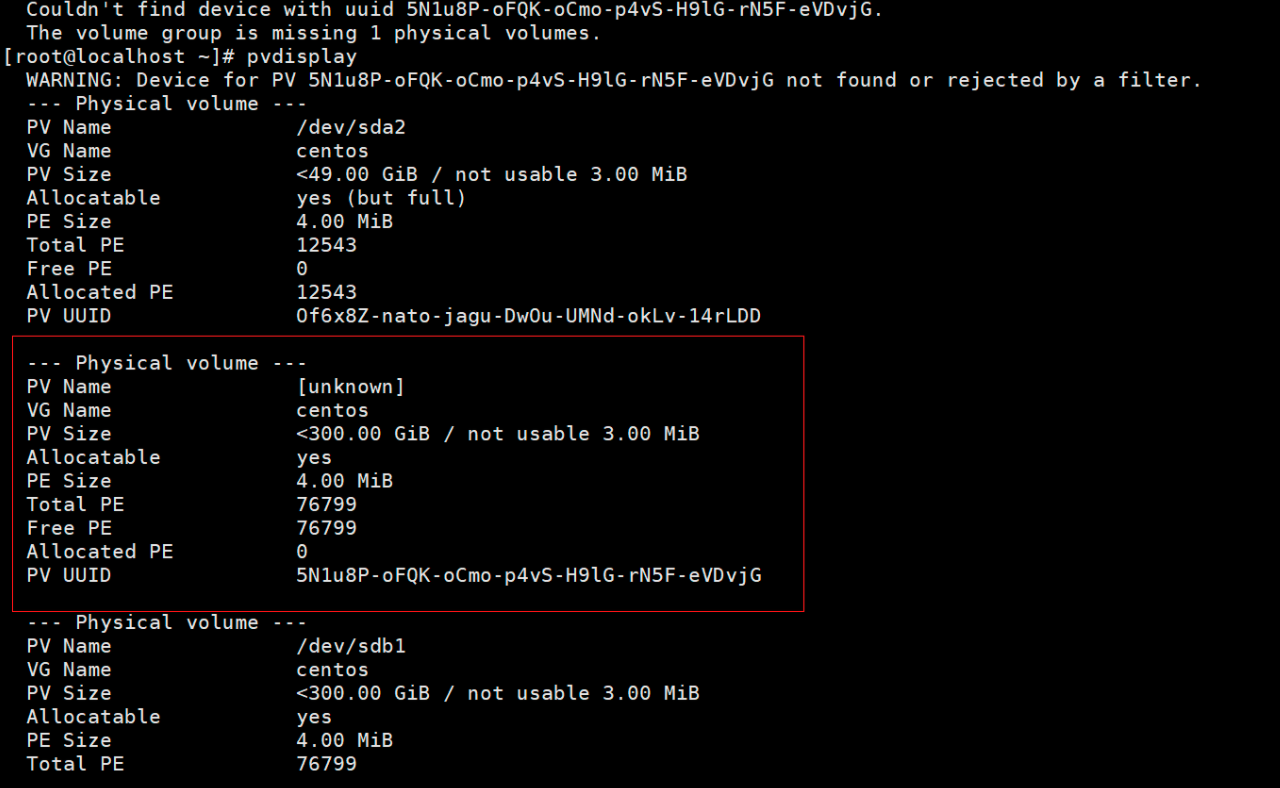 Couldn't find device with uuid 5N1u8P-oFQK-oCmo-p4vS-H9lG-rN5F-eVDvjG.
The volume group is missing 1 physical volumes.
[root@localhost ~]# pvdisplay
WARNING: Device for PV 5N1u8P-oFQK-oCmo-p4vS-H9lG-rN5F-eVDvjG not found or rejected by a filter.
--- Physical volume ---
PV Name /dev/sda2
VG Name centos
PV Size <49.00 GiB / not usable 3.00 MiB
Allocatable yes (but full)
PE Size 4.00 MiB
Total PE 12543
Free PE 0
Allocated PE 12543
PV UUID Of6x8Z-nato-jagu-DwOu-UMNd-okLv-14rLDD
--- Physical volume ---
PV Name [unknown]
VG Name centos
PV Size <300.00 GiB / not usable 3.00 MiB
Allocatable yes
PE Size 4.00 MiB
Total PE 76799
Free PE 76799
Allocated PE 0
PV UUID 5N1u8P-oFQK-oCmo-p4vS-H9lG-rN5F-eVDvjG
--- Physical volume ---
PV Name /dev/sdb1
VG Name centos
PV Size <300.00 GiB / not usable 3.00 MiB
Allocatable yes
PE Size 4.00 MiB
Total PE 76799